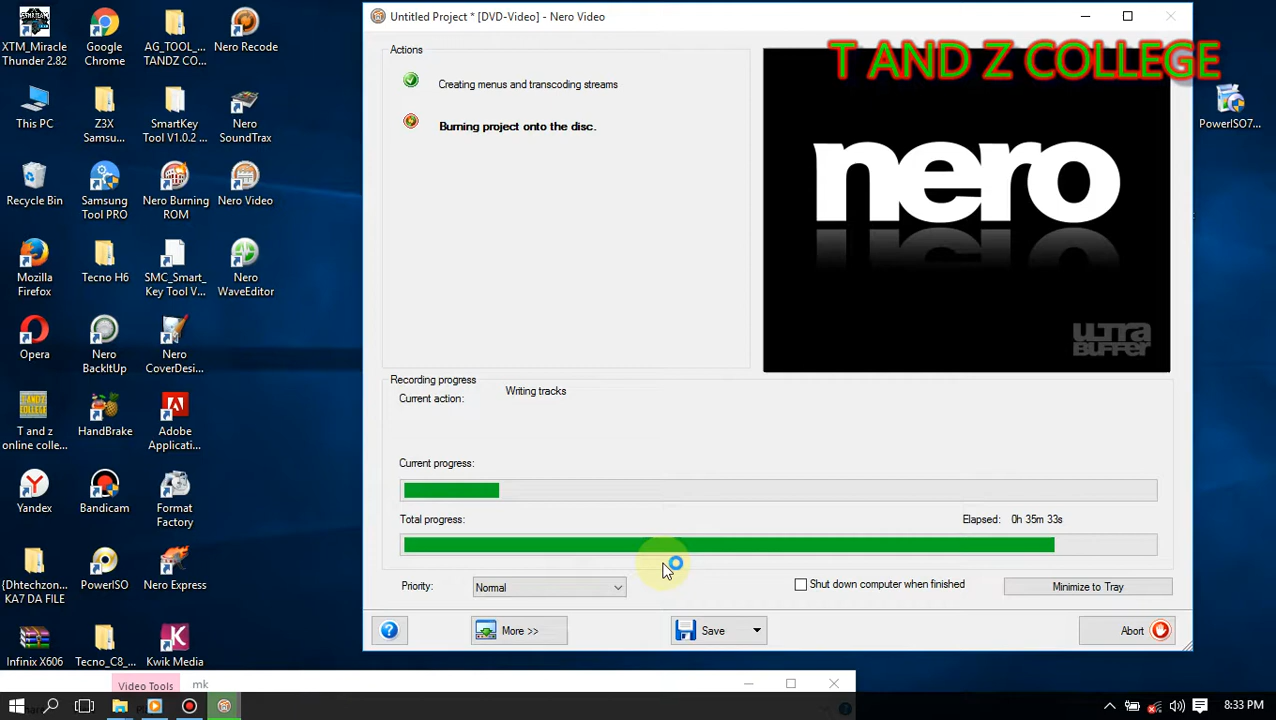 XTM_Miracle
Thunder 2.82
Google
Chrome
AG_TOOL_...
TANDZ CO...
Nero Recode
This PC
Z3X
Samsu...
SmartKey
Tool V1.0.2 ...
Nero
SoundTrax
Recycle Bin
Samsung
Tool PRO
Nero Burning
ROM
Nero Video
Mozilla
Firefox
Tecno H6
SMC_Smart_
Key Tool V...
Nero
WaveEditor
Opera
Nero
BackItUp
Nero
CoverDesi...
T and z
online colle...
HandBrake
Adobe
Applicati...
Yandex
Bandicam
Format
Factory
{Dhtechzon...
KA7 DA FILE
PowerISO
Nero Express
Infinix X606
Tecno_C8_...
Kwik Media
Untitled Project * [DVD-Video] - Nero Video
T AND Z COLLEGE
PowerISO7...
Actions
Creating menus and transcoding streams
Burning project onto the disc.
nero
ULTRA
BUFFER
Recording progress
Current action:
Writing tracks
Current progress:
Total progress:
Elapsed: 0h 35m 33s
Priority:
Normal
Shut down computer when finished
Minimize to Tray
More >>
Save
Abort
Video Tools
mk
8:33 PM